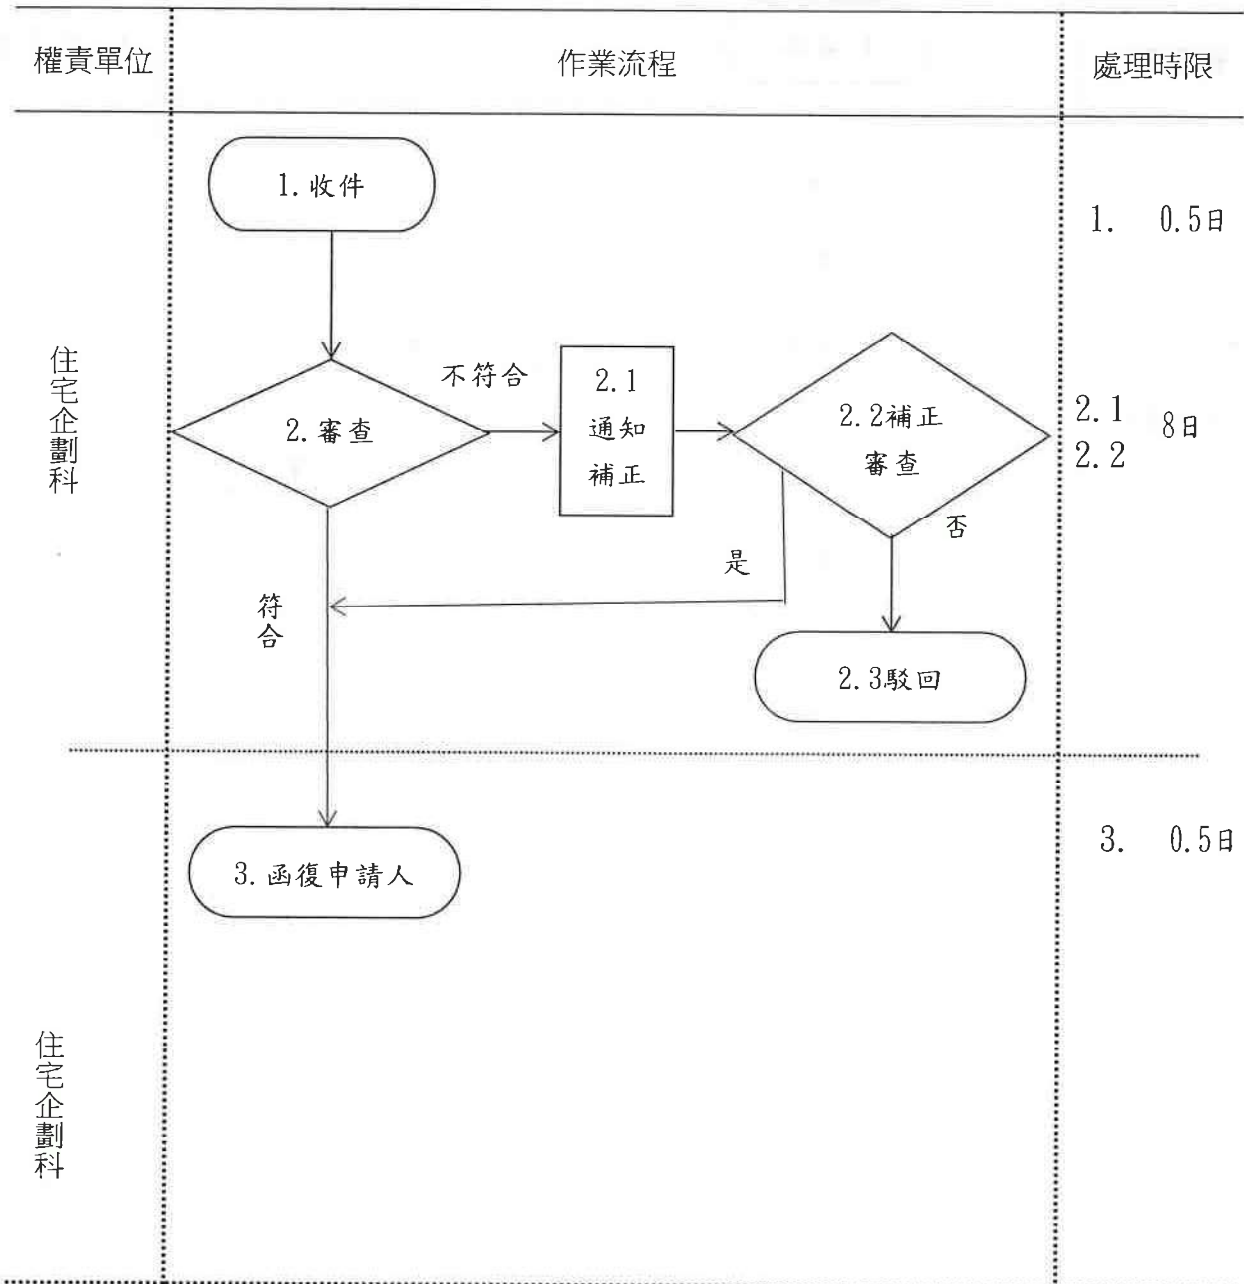 權責單位
作業流程
處理時限
1.收件
1. 0.5日
住宅企劃科
2.審查
不符合
2.1
通知
補正
2.2補正
審查
2.1
2.2
8日
否
是
符合
2.3駁回
3.函復申請人
3. 0.5日
住宅企劃科